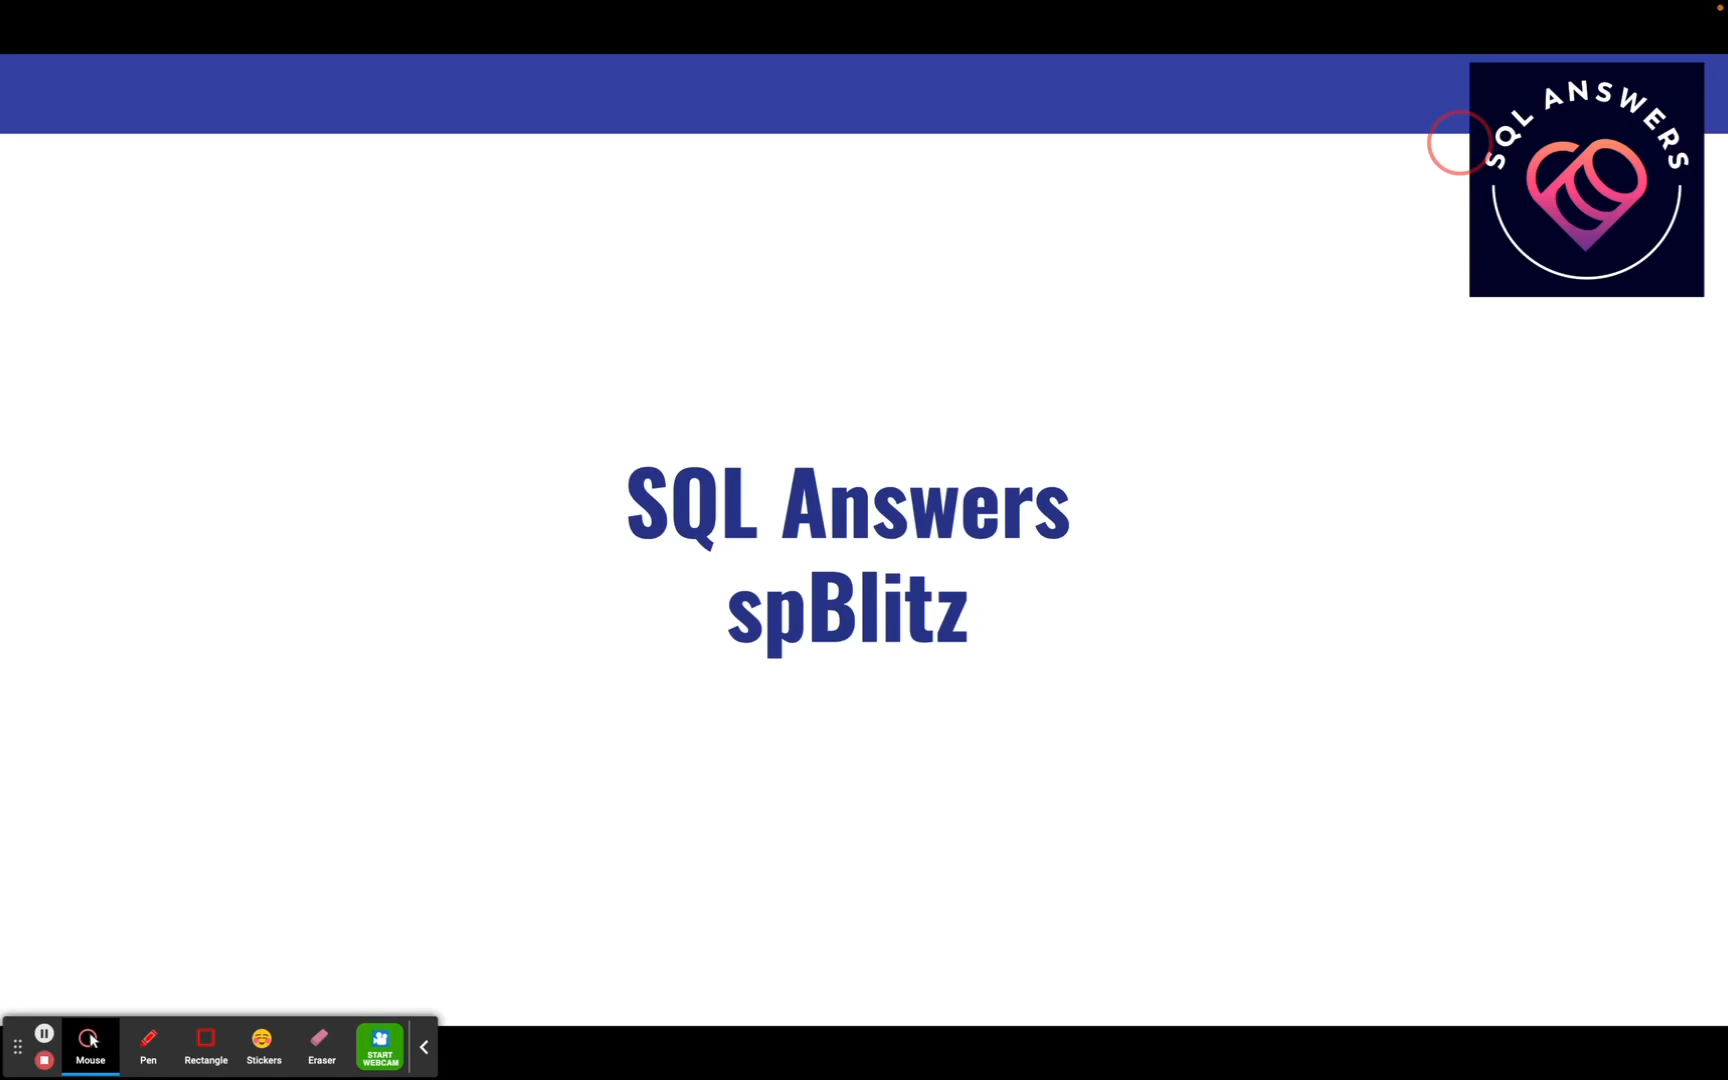 SQL ANSWERS
SQL Answers
spBlitz
Mouse
Pen
Rectangle
Stickers
Eraser
START
WEBCAM